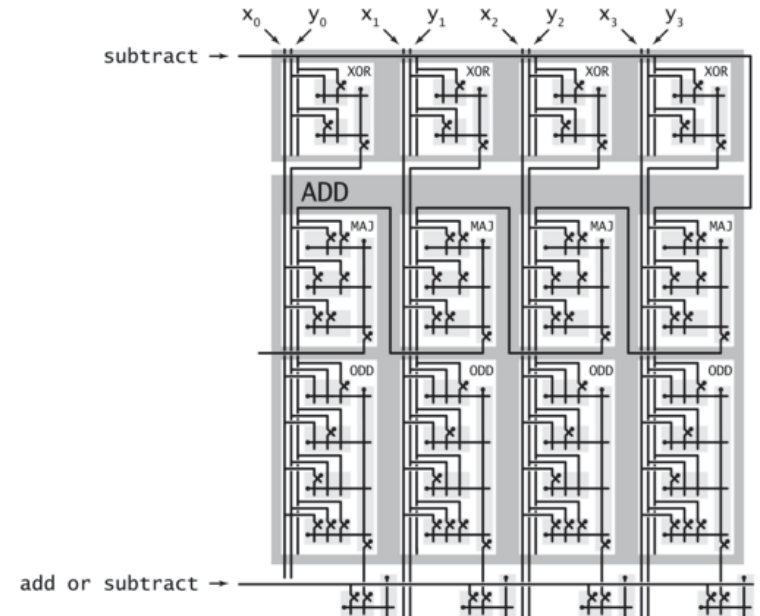 x₀ y₀ x₁ y₁ x₂ y₂ x₃ y₃
subtract
XOR XOR XOR XOR
ADD
MAJ MAJ MAJ MAJ
ODD ODD ODD ODD
add or subtract